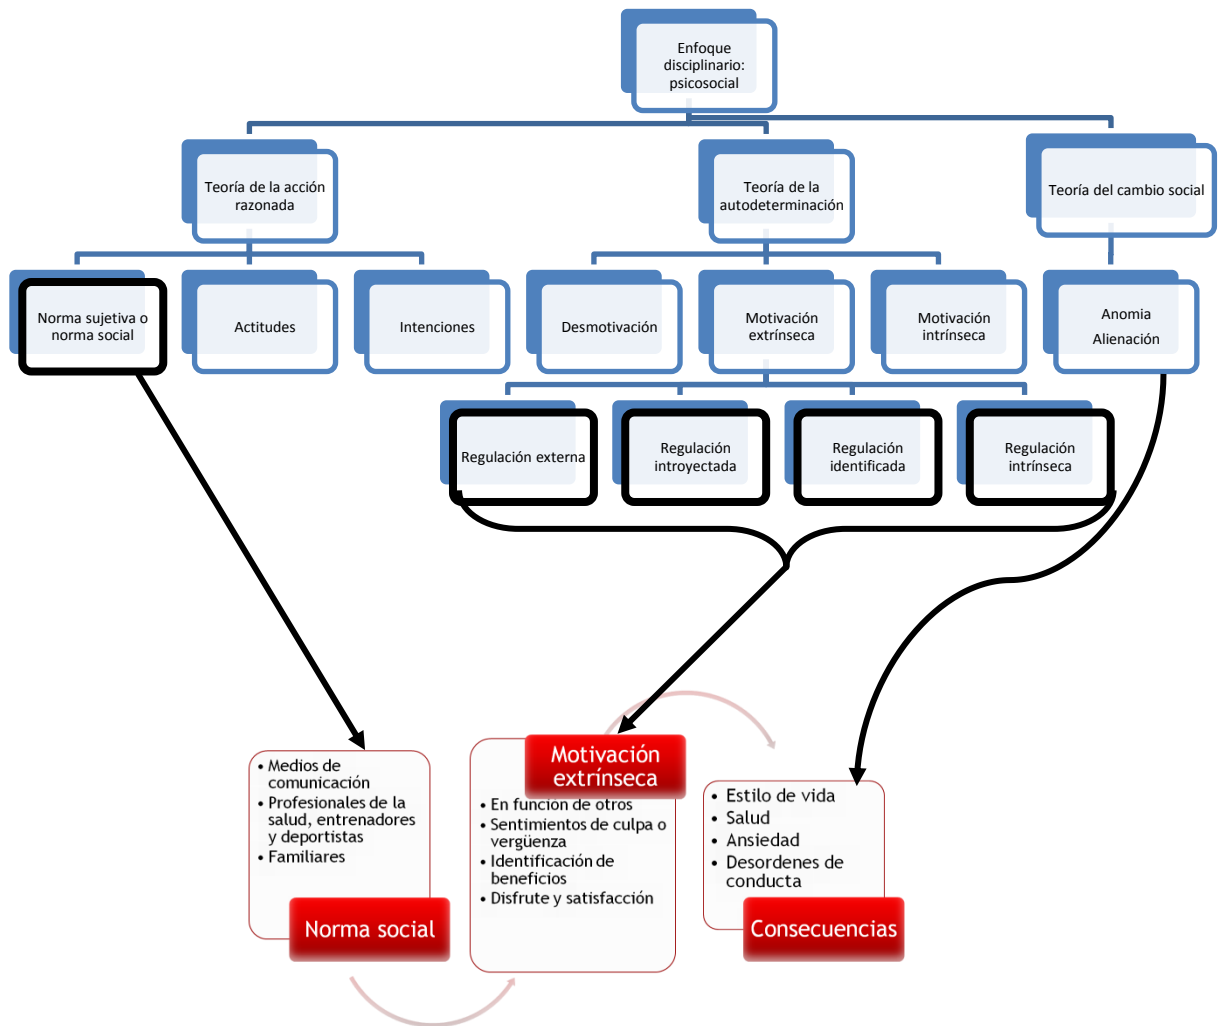 Enfoque
disciplinario:
psicosocial
Teoría de la acción
razonada
Teoría de la
autodeterminación
Teoría del cambio social
Norma sujetiva o
norma social
Actitudes
Intenciones
Desmotivación
Motivación
extrínseca
Motivación
intrínseca
Anomia
Alienación
Regulación externa
Regulación
introyectada
Regulación
identificada
Regulación
intrínseca
• Medios de
comunicación
• Profesionales de la
salud, entrenadores
y deportistas
• Familiares
Norma social
Motivación
extrínseca
• En función de otros
• Sentimientos de culpa o
vergüenza
• Identificación de
beneficios
• Disfrute y satisfacción
• Estilo de vida
• Salud
• Ansiedad
• Desordenes de
conducta
Consecuencias